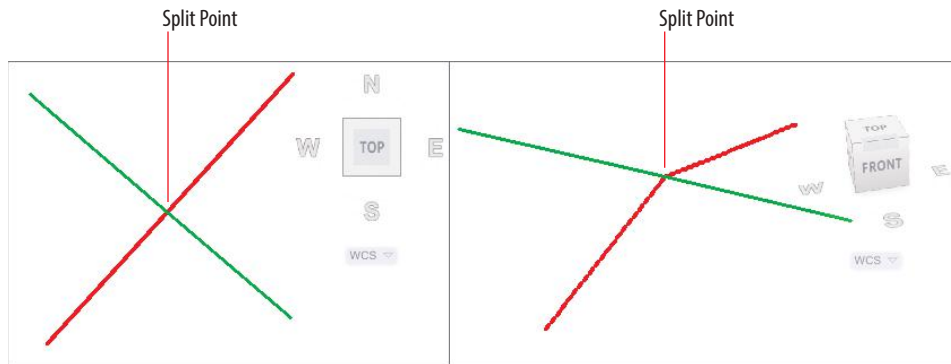 Split Point
Split Point
N
W
TOP
E
S
WCS
TOP
FRONT
W
E
S
WCS